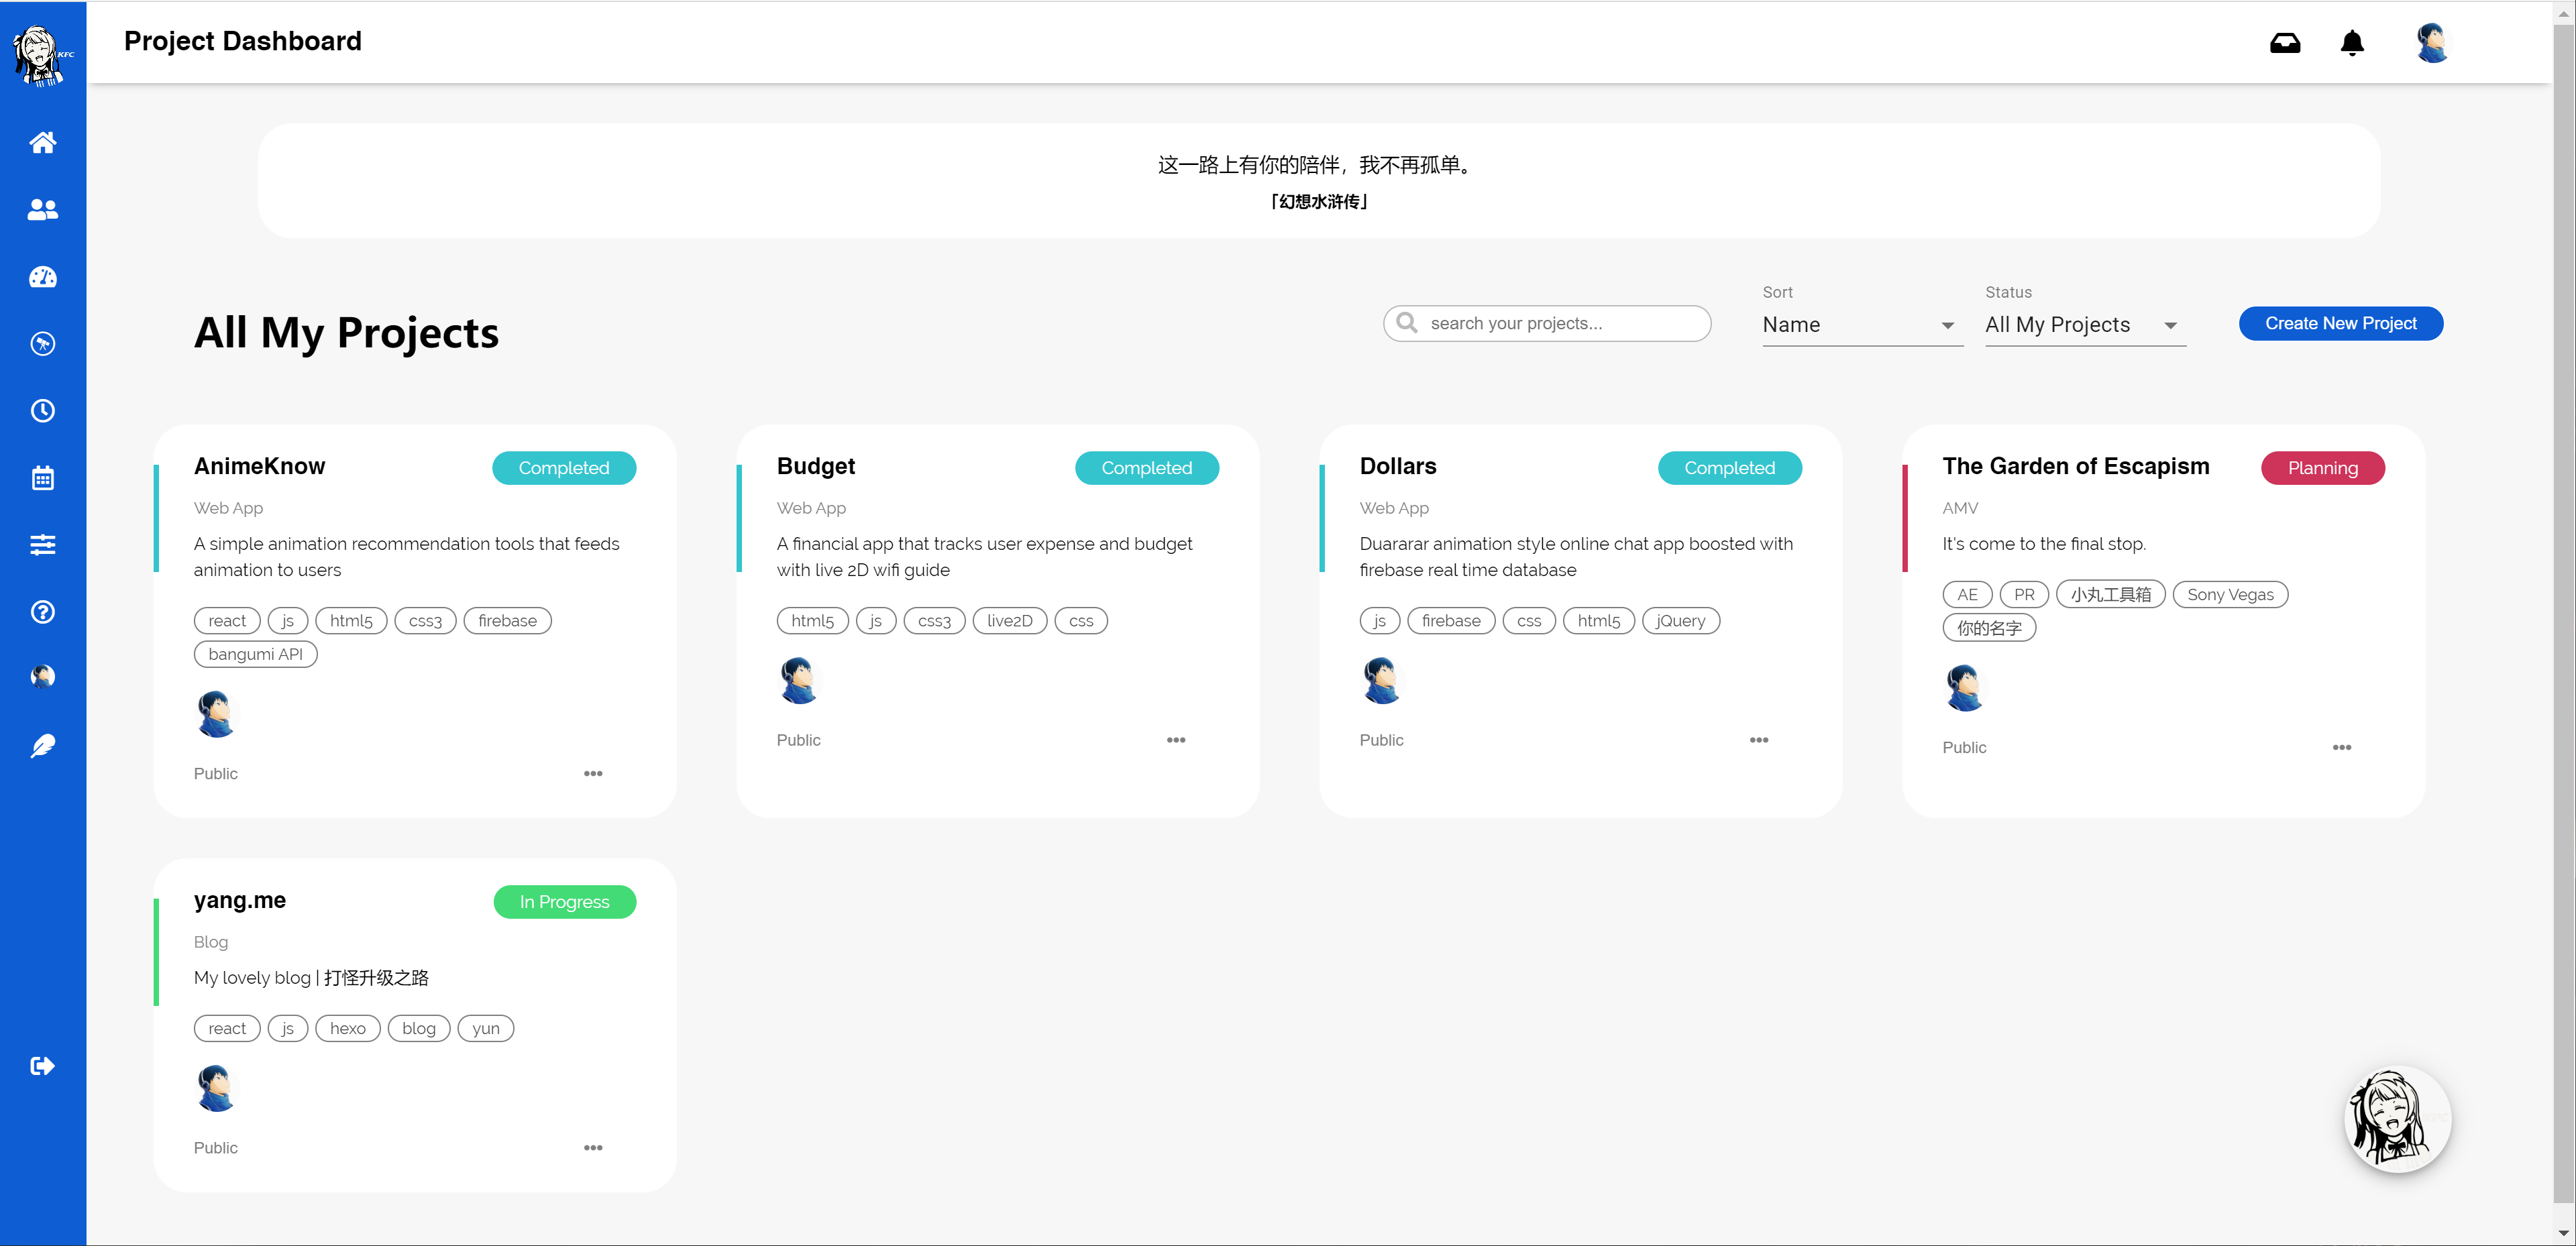 KFC
Project Dashboard
这一路上有你的陪伴，我不再孤单。
「幻想水浒传」
All My Projects
search your projects...
Sort
Name
Status
All My Projects
Create New Project
AnimeKnow
Completed
Web App
A simple animation recommendation tools that feeds
animation to users
react js html5 css3 firebase
bangumi API
Public
Budget
Completed
Web App
A financial app that tracks user expense and budget
with live 2D wifi guide
html5 js css3 live2D css
Public
Dollars
Completed
Web App
Duararar animation style online chat app boosted with
firebase real time database
js firebase css html5 jQuery
Public
The Garden of Escapism
Planning
AMV
It's come to the final stop.
AE PR 小丸工具箱 Sony Vegas
你的名字
Public
yang.me
In Progress
Blog
My lovely blog | 打怪升级之路
react js hexo blog yun
Public